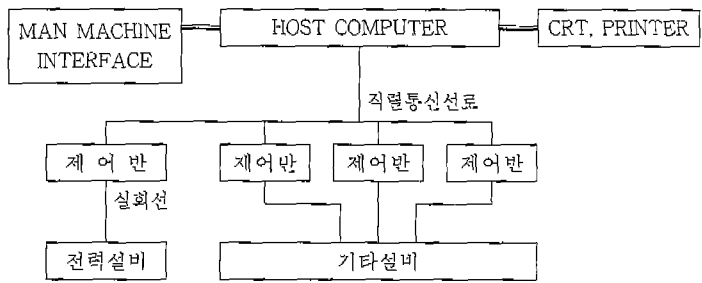 MAN MACHINE
INTERFACE
HOST COMPUTER
CRT, PRINTER
직렬통신선로
제 어 반
제어반
제어반
제어반
실회선
전력설비
기타설비